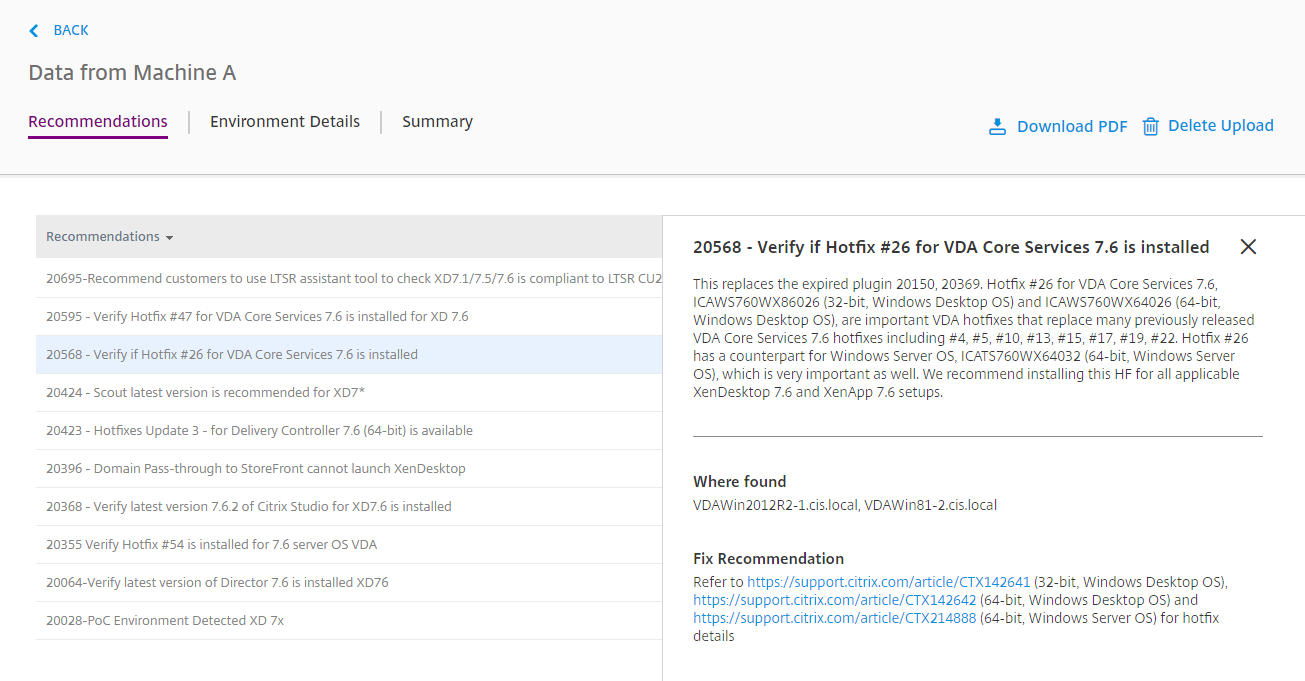 BACK
Data from Machine A
Recommendations
Environment Details
Summary
Download PDF
Delete Upload
Recommendations
20695-Recommend customers to use LTSR assistant tool to check XD7.1/7.5/7.6 is compliant to LTSR CU2
20595 - Verify Hotfix #47 for VDA Core Services 7.6 is installed for XD 7.6
20568 - Verify if Hotfix #26 for VDA Core Services 7.6 is installed
20424 - Scout latest version is recommended for XD7*
20423 - Hotfixes Update 3 - for Delivery Controller 7.6 (64-bit) is available
20396 - Domain Pass-through to StoreFront cannot launch XenDesktop
20368 - Verify latest version 7.6.2 of Citrix Studio for XD7.6 is installed
20355 Verify Hotfix #54 is installed for 7.6 server OS VDA
20064-Verify latest version of Director 7.6 is installed XD76
20028-PoC Environment Detected XD 7x
20568 - Verify if Hotfix #26 for VDA Core Services 7.6 is installed
This replaces the expired plugin 20150, 20369. Hotfix #26 for VDA Core Services 7.6,
ICAWS760WX86026 (32-bit, Windows Desktop OS) and ICAWS760WX64026 (64-bit,
Windows Desktop OS), are important VDA hotfixes that replace many previously released
VDA Core Services 7.6 hotfixes including #4, #5, #10, #13, #15, #17, #19, #22. Hotfix #26
has a counterpart for Windows Server OS, ICATS760WX64032 (64-bit, Windows Server
OS), which is very important as well. We recommend installing this HF for all applicable
XenDesktop 7.6 and XenApp 7.6 setups.
Where found
VDAWin2012R2-1.cis.local, VDAWin81-2.cis.local
Fix Recommendation
Refer to https://support.citrix.com/article/CTX142641 (32-bit, Windows Desktop OS),
https://support.citrix.com/article/CTX142642 (64-bit, Windows Desktop OS) and
https://support.citrix.com/article/CTX214888 (64-bit, Windows Server OS) for hotfix
details